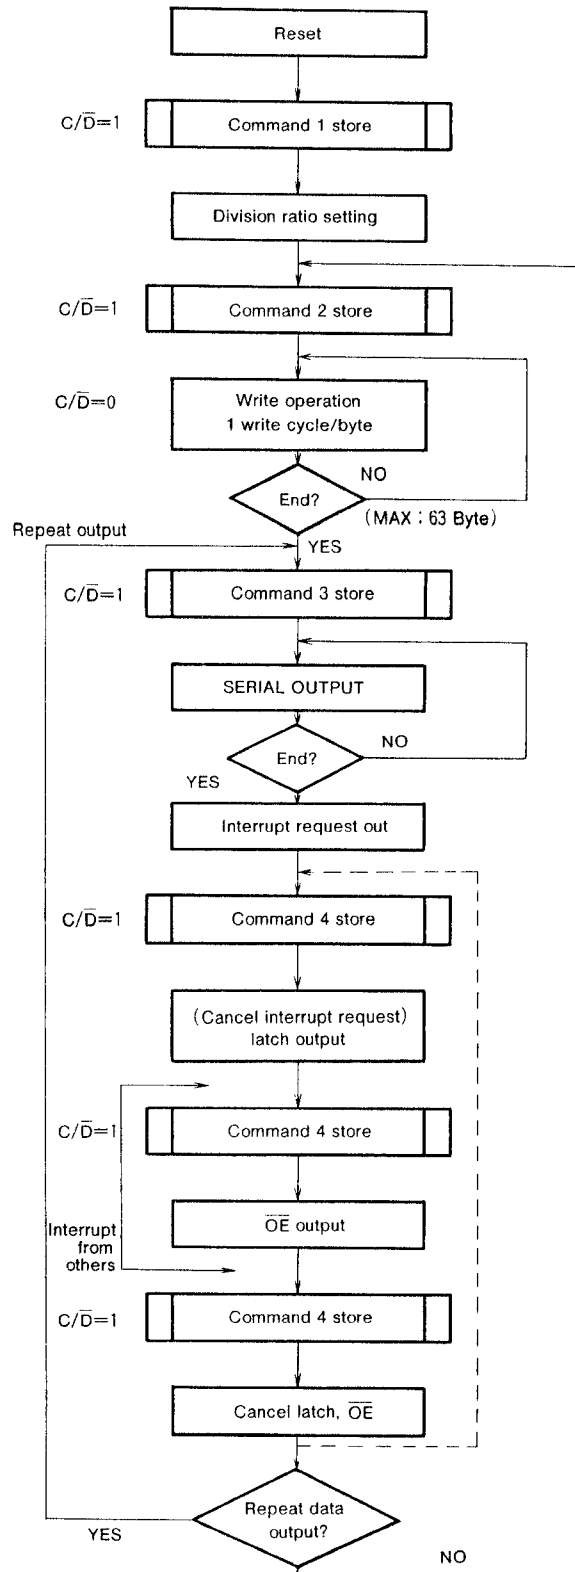 Reset
C/D̅=1
Command 1 store
Division ratio setting
C/D̅=1
Command 2 store
C/D̅=0
Write operation
1 write cycle/byte
NO
End?
(MAX : 63 Byte)
Repeat output
YES
C/D̅=1
Command 3 store
SERIAL OUTPUT
NO
End?
YES
Interrupt request out
C/D̅=1
Command 4 store
(Cancel interrupt request)
latch output
C/D̅=1
Command 4 store
O̅E̅ output
Interrupt
from
others
C/D̅=1
Command 4 store
Cancel latch, O̅E̅
Repeat data
output?
YES
NO